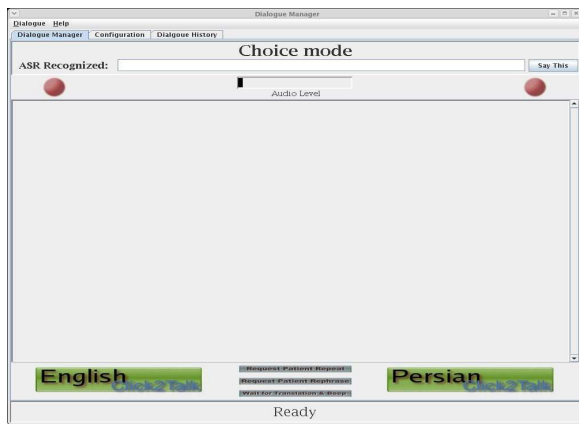 Dialogue Manager
Dialogue Help
Dialogue Manager Configuration Dialgoue History
Choice mode
ASR Recognized: Say This
Audio Level
English Click2Talk
Request Patient Repeat
Request Patient Rephrase
Wait for Translation & Beep
Persian Click2Talk
Ready